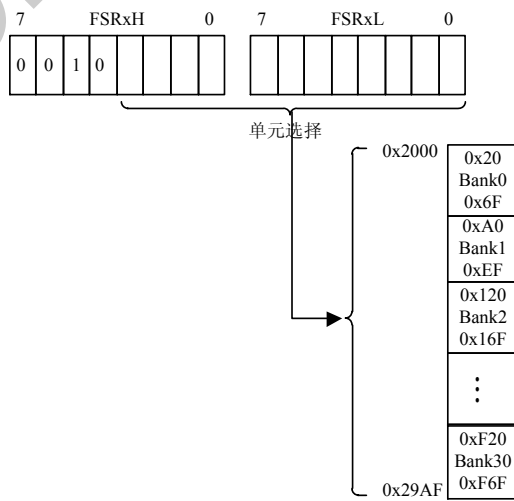 7 FSRxH 0 7 FSRxL 0
0 0 1 0
单元选择
0x2000
0x20
Bank0
0x6F
0xA0
Bank1
0xEF
0x120
Bank2
0x16F
⋮
0xF20
Bank30
0xF6F
0x29AF